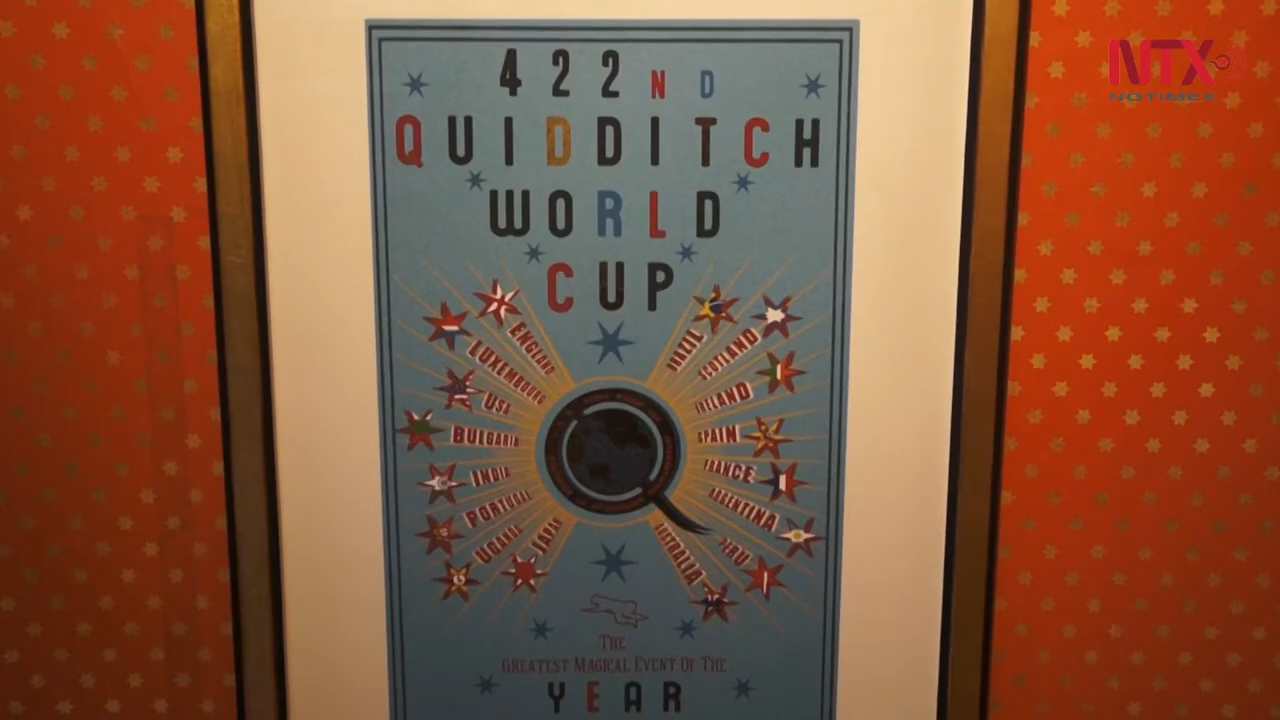 NTX
NOTIMEX
422ND
QUIDDITCH
WORLD
CUP
ENGLAND
LUXEMBOURG
USA
BULGARIA
INDIA
PORTUGAL
UGANDA
JAPAN
BRAZIL
SCOTLAND
IRELAND
SPAIN
FRANCE
ARGENTINA
PERU
AUSTRALIA
THE
GREATEST MAGICAL EVENT OF THE
YEAR